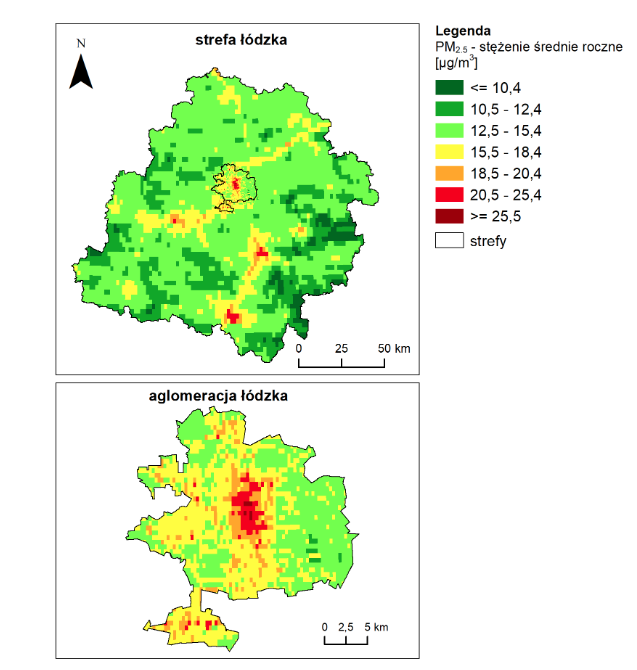 strefa łódzka
N
0 25 50 km
aglomeracja łódzka
0 2,5 5 km
Legenda
PM2.5 - stężenie średnie roczne
[µg/m³]
<= 10,4
10,5 - 12,4
12,5 - 15,4
15,5 - 18,4
18,5 - 20,4
20,5 - 25,4
>= 25,5
strefy